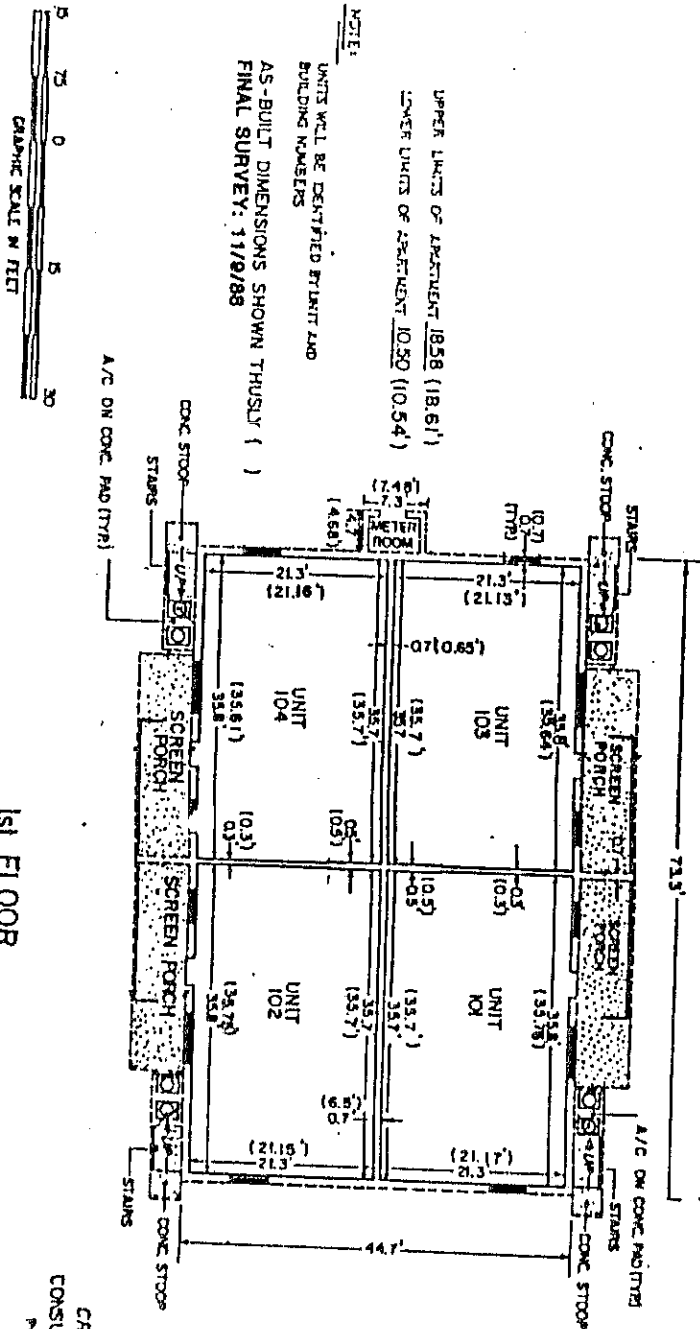 UPPER LIMITS OF APARTMENT 18.58 (18.61')
LOWER LIMITS OF APARTMENT 10.50 (10.54')
NOTE:
UNITS WILL BE IDENTIFIED BY UNIT AND
BUILDING NUMBERS
AS-BUILT DIMENSIONS SHOWN THUSLY ( )
FINAL SURVEY: 11/9/88
15 7.5 0 15 30
GRAPHIC SCALE IN FEET
73.3'
CONC. STOOP
STAIRS
UP
SCREEN
PORCH
SCREEN
PORCH
A/C ON CONC. PAD (TYP.)
STAIRS
UP
CONC. STOOP
(0.7)
0.7'
(TYP.)
(7.48')
7.3'
METER
ROOM
4.7'
(4.68')
21.3'
(21.13')
35.8'
(35.64')
UNIT
103
(35.7')
35.7'
0.7'(0.65')
0.3'
(0.3')
(0.5')
0.5'
35.8'
(35.78')
UNIT
101
(35.7')
35.7'
(21.17')
21.3'
21.3'
(21.16')
35.7'
(35.7')
UNIT
104
(35.61')
35.8'
0.5'
(0.5')
(0.3')
0.3'
35.7'
(35.7')
UNIT
102
(35.75')
35.8'
(6.5')
0.7'
(21.15')
21.3'
44.7'
CONC. STOOP
STAIRS
A/C ON CONC. PAD (TYP.)
UP
SCREEN
PORCH
SCREEN PORCH
UP
STAIRS
CONC. STOOP
1st FLOOR